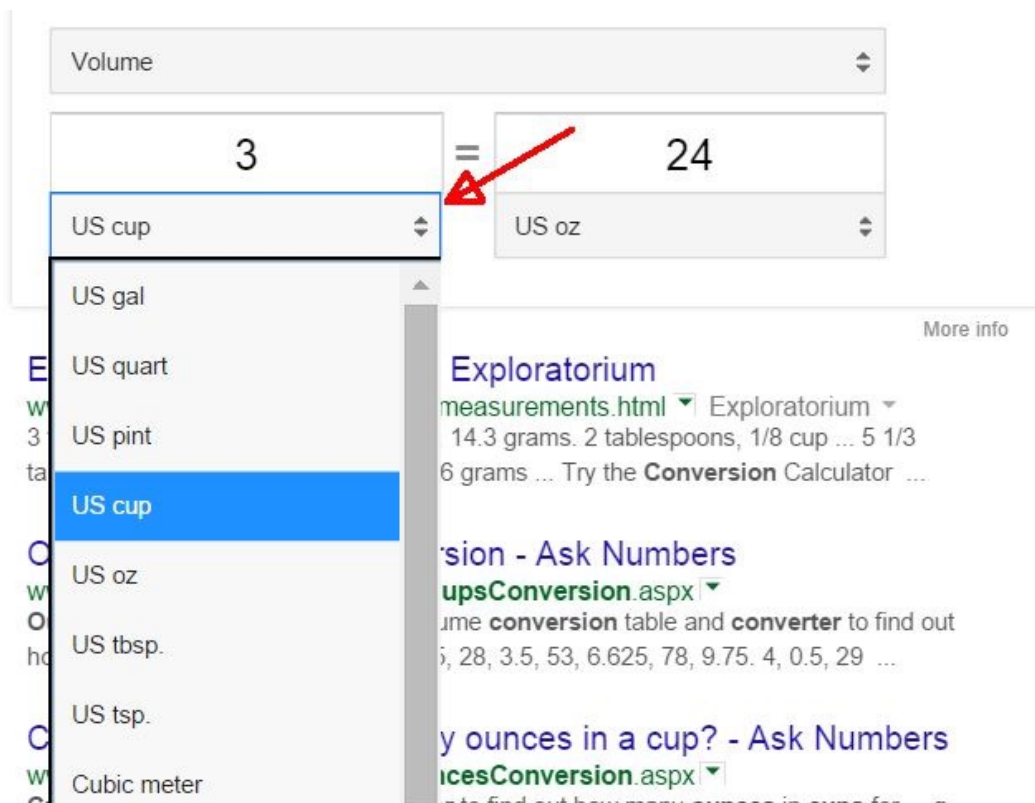 Volume
3 = 24
US cup US oz
US gal
More info
US quart
Exploratorium
measurements.html Exploratorium
US pint
14.3 grams. 2 tablespoons, 1/8 cup ... 5 1/3
6 grams ... Try the Conversion Calculator ...
US cup
- Ask Numbers
US oz
upsConversion.aspx
conversion table and converter to find out
US tbsp.
28, 3.5, 53, 6.625, 78, 9.75. 4, 0.5, 29 ...
US tsp.
ounces in a cup? - Ask Numbers
Cubic meter
cesConversion.aspx